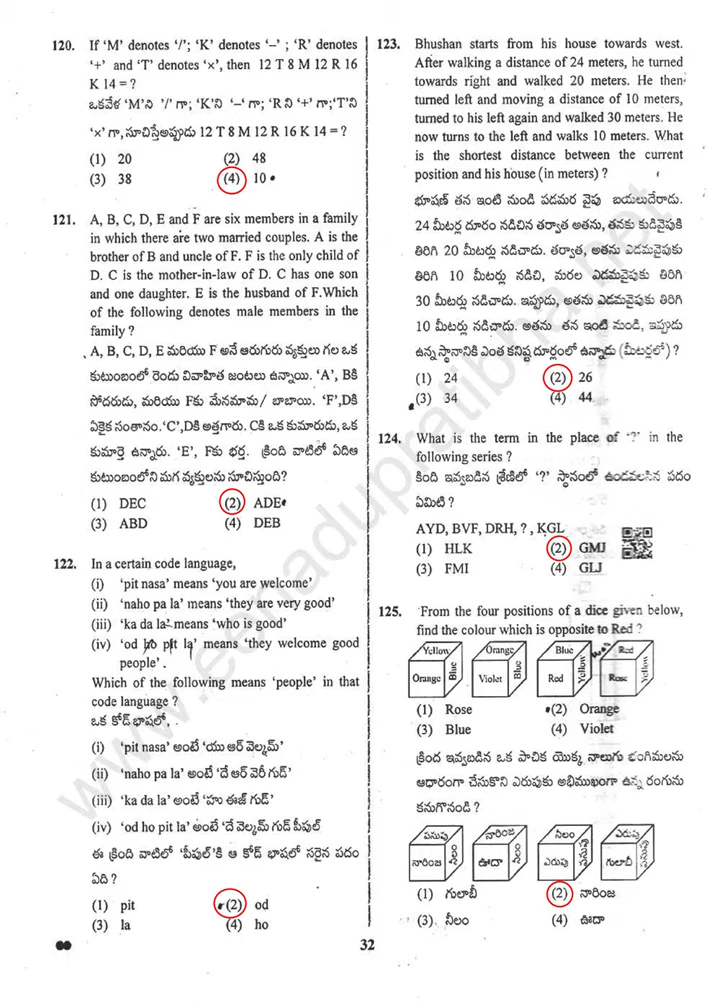 120. If 'M' denotes '/'; 'K' denotes '–' ; 'R' denotes
'+' and 'T' denotes '×', then 12 T 8 M 12 R 16
K 14 = ?
ఒకవేళ 'M'ని '/' గా; 'K'ని '–' గా; 'R ని '+' గా;'T'ని
'×' గా, సూచిస్తే అప్పుడు 12 T 8 M 12 R 16 K 14 = ?
(1) 20 (2) 48
(3) 38 (4) 10
121. A, B, C, D, E and F are six members in a family
in which there are two married couples. A is the
brother of B and uncle of F. F is the only child of
D. C is the mother-in-law of D. C has one son
and one daughter. E is the husband of F.Which
of the following denotes male members in the
family ?
A, B, C, D, E మరియు F అనే ఆరుగురు వ్యక్తులు గల ఒక
కుటుంబంలో రెండు వివాహిత జంటలు ఉన్నాయి. 'A', Bకి
సోదరుడు, మరియు Fకు మేనమామ/ బాబాయి. 'F',Dకి
ఏకైక సంతానం.'C',Dకి అత్తగారు. Cకి ఒక కుమారుడు, ఒక
కుమార్తె ఉన్నారు. 'E', Fకు భర్త. క్రింది వాటిలో ఏదిఆ
కుటుంబంలోని మగ వ్యక్తులను సూచిస్తుంది?
(1) DEC (2) ADE
(3) ABD (4) DEB
122. In a certain code language,
(i) 'pit nasa' means 'you are welcome'
(ii) 'naho pa la' means 'they are very good'
(iii) 'ka da la' means 'who is good'
(iv) 'od ho pit la' means 'they welcome good
people' .
Which of the following means 'people' in that
code language ?
ఒక కోడ్ భాషలో, .
(i) 'pit nasa' అంటే 'యు ఆర్ వెల్కమ్'
(ii) 'naho pa la' అంటే 'దే ఆర్ వెరీ గుడ్'
(iii) 'ka da la' అంటే 'హు ఈజ్ గుడ్'
(iv) 'od ho pit la' అంటే 'దే వెల్కమ్ గుడ్ పీపుల్
ఈ క్రింది వాటిలో 'పీపుల్'కి ఆ కోడ్ భాషలో సరైన పదం
ఏది ?
(1) pit (2) od
(3) la (4) ho
123. Bhushan starts from his house towards west.
After walking a distance of 24 meters, he turned
towards right and walked 20 meters. He then
turned left and moving a distance of 10 meters,
turned to his left again and walked 30 meters. He
now turns to the left and walks 10 meters. What
is the shortest distance between the current
position and his house (in meters) ?
భూషణ్ తన ఇంటి నుండి పడమర వైపు బయలుదేరాడు.
24 మీటర్ల దూరం నడిచిన తర్వాత అతను, తనకు కుడివైపుకి
తిరిగి 20 మీటర్లు నడిచాడు. తర్వాత, అతను ఎడమవైపుకు
తిరిగి 10 మీటర్లు నడిచి, మరల ఎడమవైపుకు తిరిగి
30 మీటర్లు నడిచాడు. ఇప్పుడు, అతను ఎడమవైపుకు తిరిగి
10 మీటర్లు నడిచాడు. అతను తన ఇంటి నుండి, ఇప్పుడు
ఉన్న స్థానానికి ఎంత కనిష్ట దూర్లంలో ఉన్నాడు (మీటర్లలో) ?
(1) 24 (2) 26
(3) 34 (4) 44
124. What is the term in the place of '?' in the
following series ?
కింది ఇవ్వబడిన శ్రేణిలో '?' స్థానంలో ఉండవలసిన పదం
ఏమిటి ?
AYD, BVF, DRH, ? , KGL
(1) HLK (2) GMJ
(3) FMI (4) GLJ
125. From the four positions of a dice given below,
find the colour which is opposite to Red ?
Yellow Orange Blue Red
Orange Blue Violet Blue Red Yellow Rose Yellow
(1) Rose (2) Orange
(3) Blue (4) Violet
క్రింద ఇవ్వబడిన ఒక పాచిక యొక్క నాలుగు భంగిమలను
ఆధారంగా చేసుకొని ఎరుపుకు అభిముఖంగా ఉన్న రంగును
కనుగొనండి ?
పసుపు నారింజ నీలం ఎరుపు
నారింజ నీలం ఊదా నీలం ఎరుపు పసుపు గులాబీ పసుపు
(1) గులాబీ (2) నారింజ
(3) నీలం (4) ఊదా
32
www.eenadupratibha.net